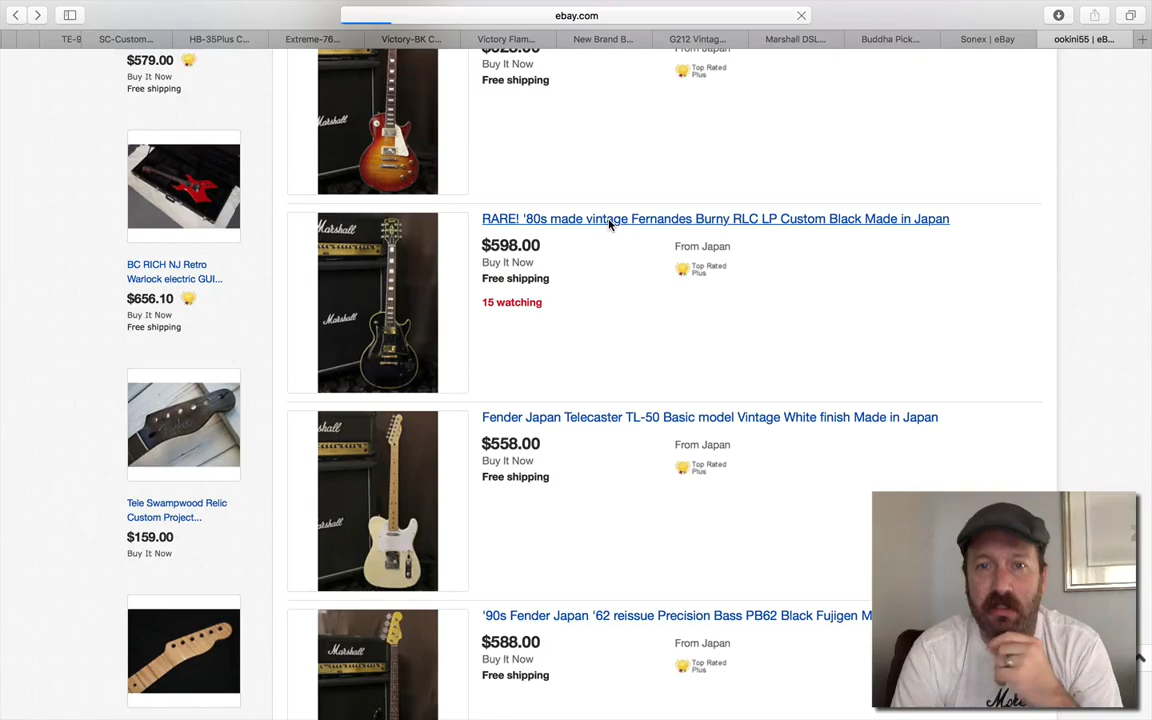 ebay.com
TE-9
SC-Custom...
HB-35Plus C...
Extreme-76...
Victory-BK C...
Victory Flam...
New Brand B...
G212 Vintag...
Marshall DSL...
Buddha Pick...
Sonex | eBay
ookini55 | eB...
$579.00
Buy It Now
Free shipping
BC RICH NJ Retro
Warlock electric GUI...
$656.10
Buy It Now
Free shipping
Tele Swampwood Relic
Custom Project...
$159.00
Buy It Now
Buy It Now
Free shipping
Top Rated
Plus
Marshall
RARE! '80s made vintage Fernandes Burny RLC LP Custom Black Made in Japan
$598.00
Buy It Now
Free shipping
15 watching
From Japan
Top Rated
Plus
Marshall
Fender Japan Telecaster TL-50 Basic model Vintage White finish Made in Japan
$558.00
Buy It Now
Free shipping
From Japan
Top Rated
Plus
'90s Fender Japan '62 reissue Precision Bass PB62 Black Fujigen M
$588.00
Buy It Now
Free shipping
From Japan
Top Rated
Plus